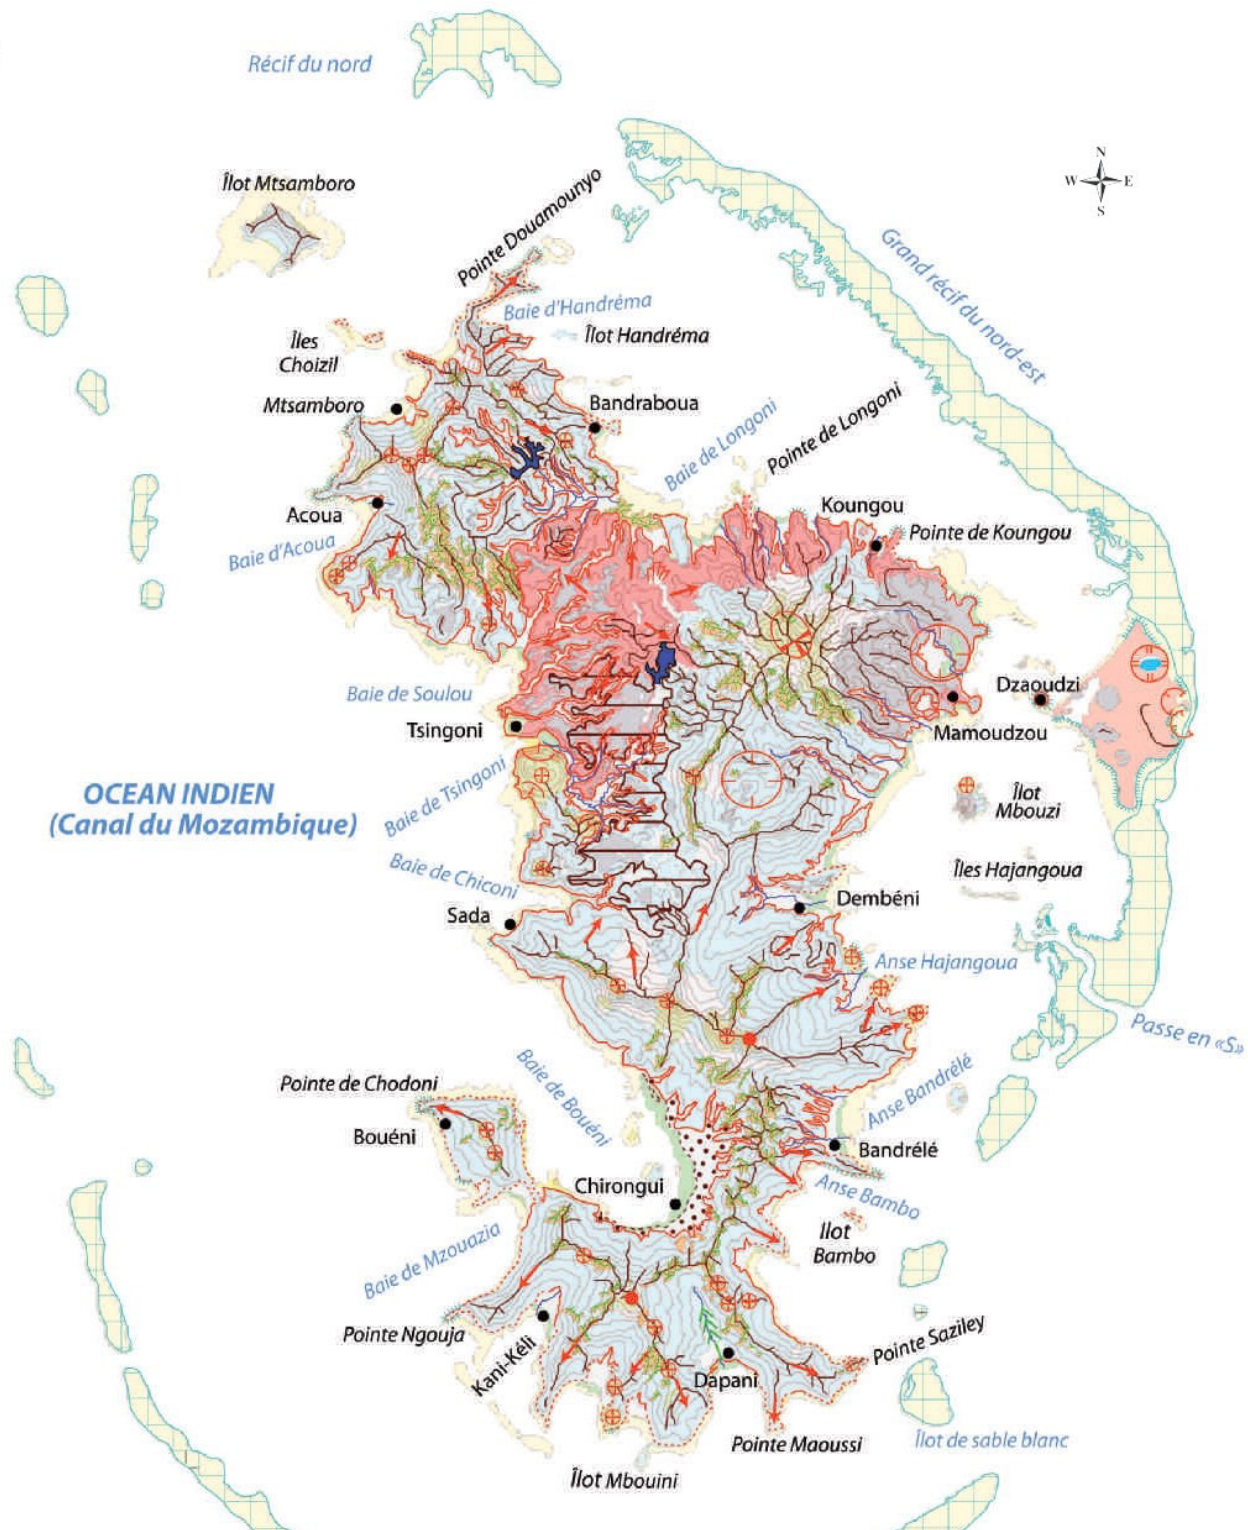 Récif du nord
N
W E
S
Îlot Mtsamboro
Pointe Douamounyo
Grand récif du nord-est
Baie d'Handréma
Îlot Handréma
Îles
Choizil
Mtsamboro
Bandraboua
Baie de Longoni
Pointe de Longoni
Acoua
Koungou
Pointe de Koungou
Baie d'Acoua
Baie de Soulou
Dzaoudzi
Tsingoni
Mamoudzou
Baie de Tsingoni
OCEAN INDIEN
(Canal du Mozambique)
Îlot
Mbouzi
Baie de Chiconi
Îles Hajangoua
Sada
Dembéni
Anse Hajangoua
Passe en «S»
Pointe de Chodoni
Baie de Bouéni
Anse Bandrélé
Bouéni
Bandrélé
Chirongui
Anse Bambo
Ilot
Bambo
Baie de Mzouazia
Pointe Ngouja
Kani-Kéli
Pointe Saziley
Dapani
Pointe Maoussi
Îlot de sable blanc
Îlot Mbouini